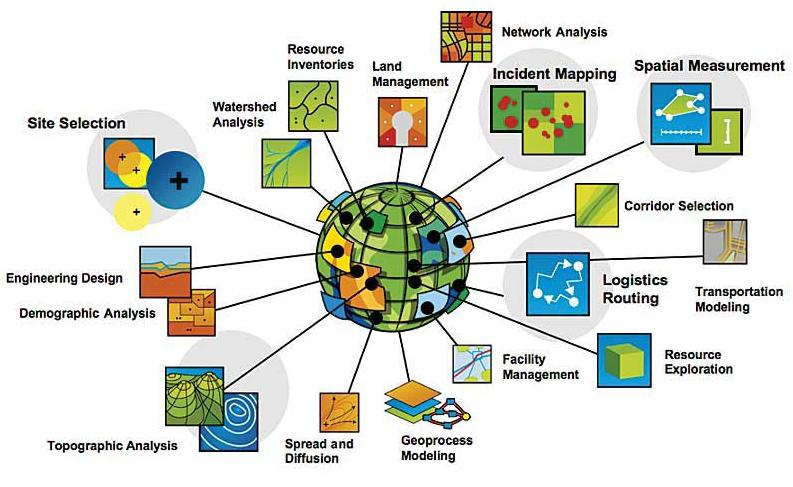 Network Analysis
Resource
Inventories
Land
Management
Incident Mapping
Spatial Measurement
Watershed
Analysis
Site Selection
Corridor Selection
Engineering Design
Logistics
Routing
Transportation
Modeling
Demographic Analysis
Facility
Management
Resource
Exploration
Topographic Analysis
Spread and
Diffusion
Geoprocess
Modeling